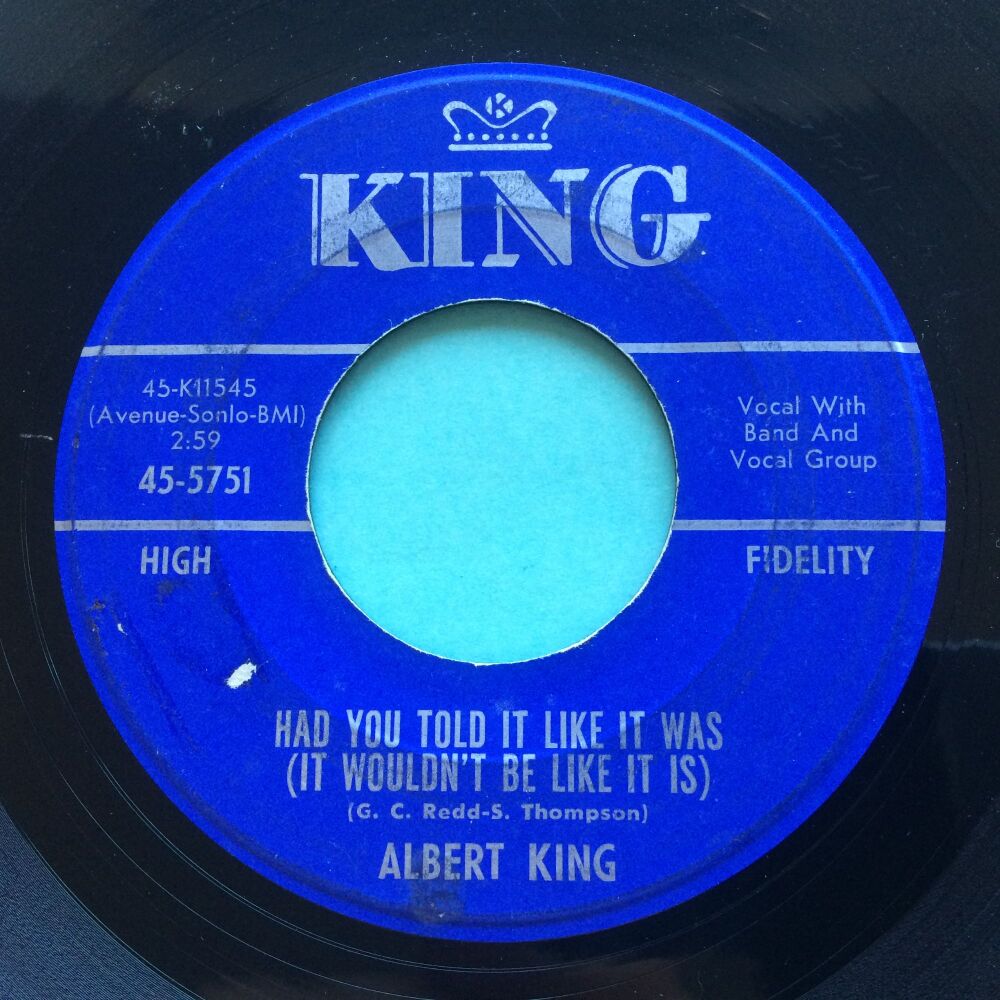 K
KING
45-K11545
(Avenue-Sonlo-BMI)
2:59
45-5751
Vocal With
Band And
Vocal Group
HIGH FIDELITY
HAD YOU TOLD IT LIKE IT WAS
(IT WOULDN'T BE LIKE IT IS)
(G. C. Redd-S. Thompson)
ALBERT KING